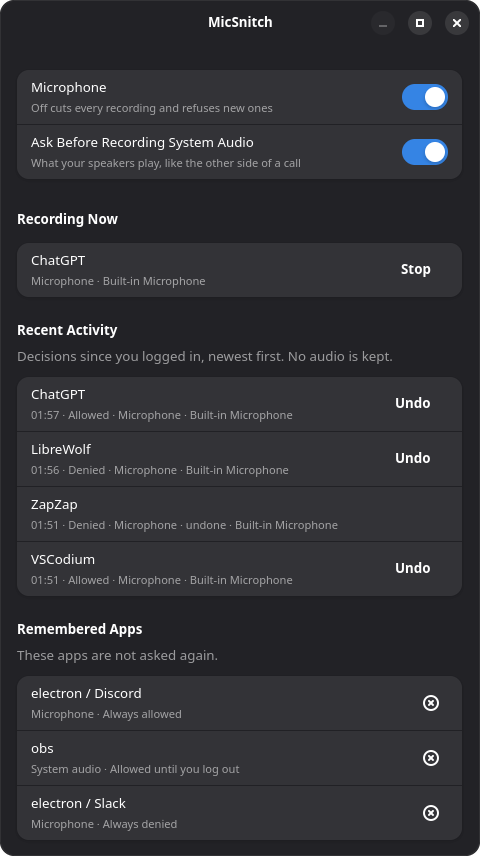 MicSnitch
Microphone
Off cuts every recording and refuses new ones
Ask Before Recording System Audio
What your speakers play, like the other side of a call
Recording Now
ChatGPT
Microphone · Built-in Microphone
Stop
Recent Activity
Decisions since you logged in, newest first. No audio is kept.
ChatGPT
01:57 · Allowed · Microphone · Built-in Microphone
Undo
LibreWolf
01:56 · Denied · Microphone · Built-in Microphone
Undo
ZapZap
01:51 · Denied · Microphone · undone · Built-in Microphone
VSCodium
01:51 · Allowed · Microphone · Built-in Microphone
Undo
Remembered Apps
These apps are not asked again.
electron / Discord
Microphone · Always allowed
obs
System audio · Allowed until you log out
electron / Slack
Microphone · Always denied